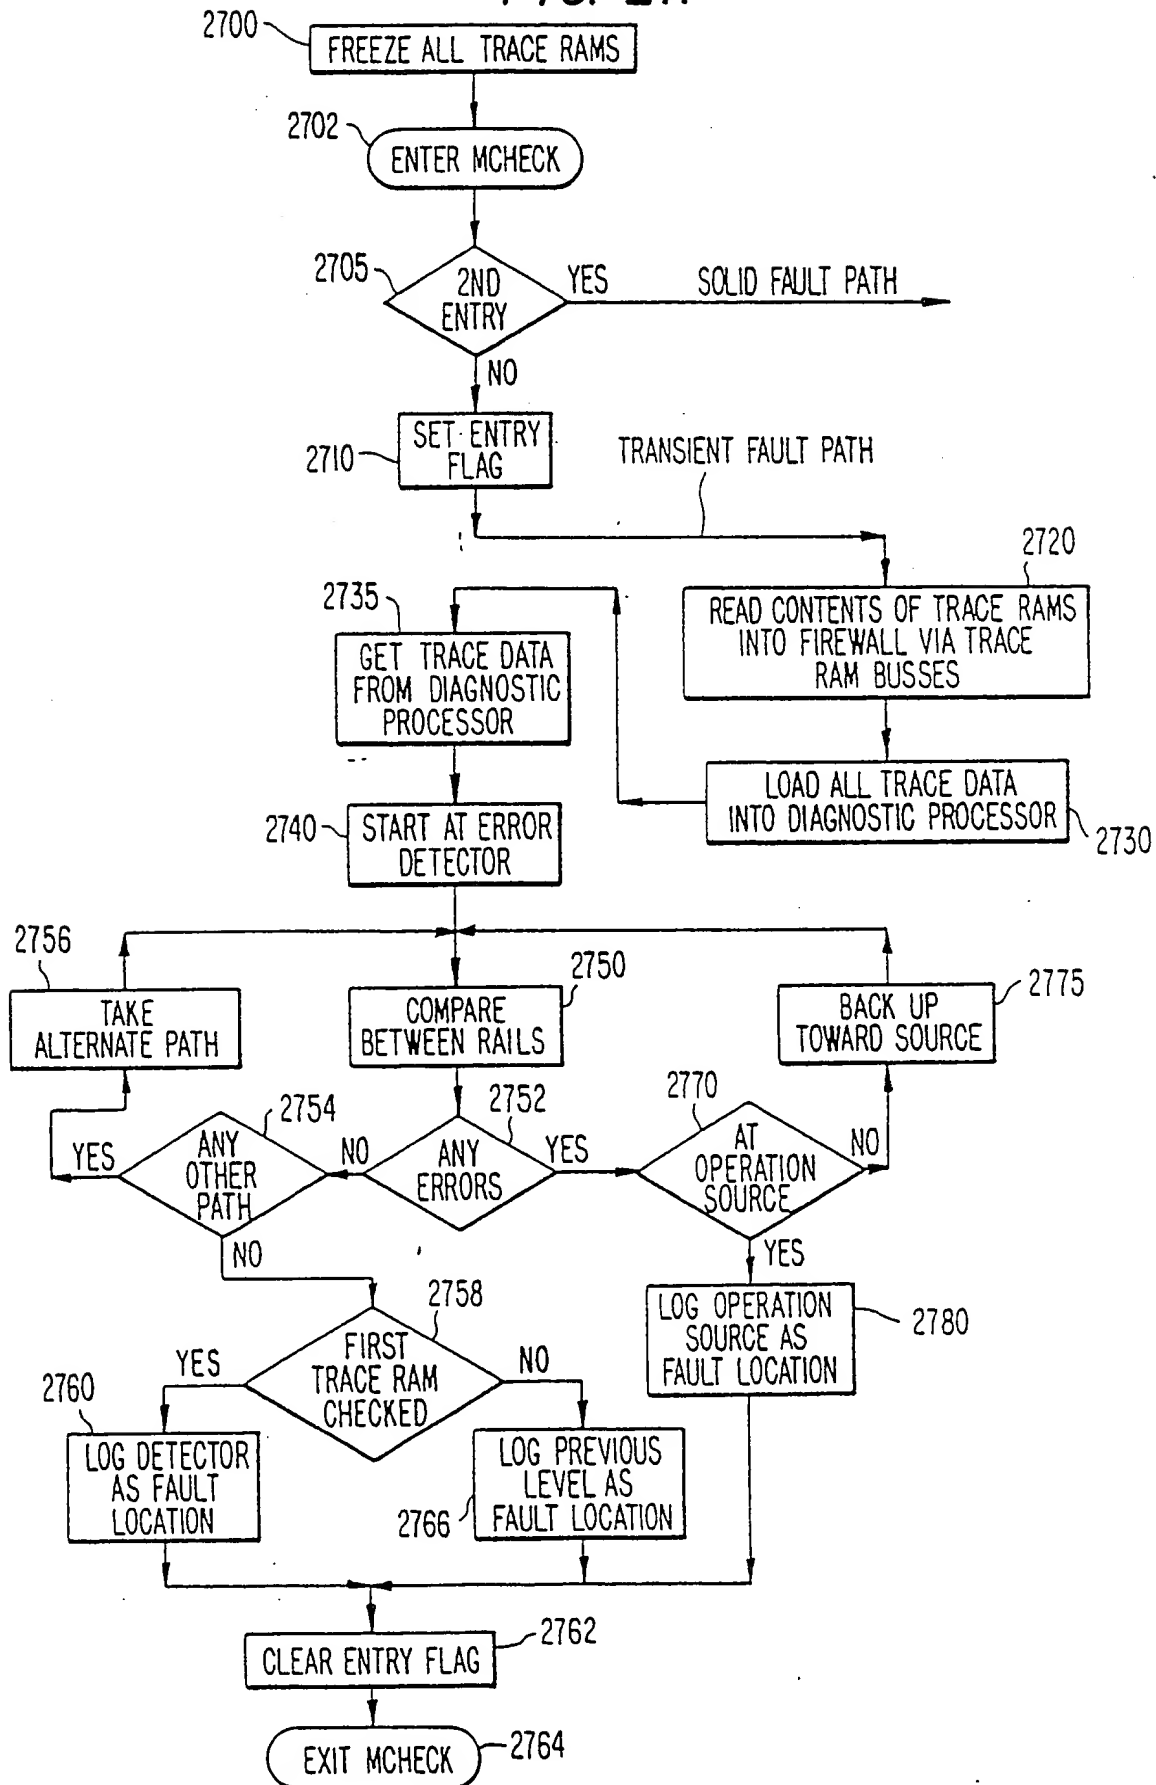 2700
FREEZE ALL TRACE RAMS
2702
ENTER MCHECK
2705
2ND
ENTRY
YES
SOLID FAULT PATH
NO
2710
SET ENTRY
FLAG
TRANSIENT FAULT PATH
2720
READ CONTENTS OF TRACE RAMS
INTO FIREWALL VIA TRACE
RAM BUSSES
2735
GET TRACE DATA
FROM DIAGNOSTIC
PROCESSOR
LOAD ALL TRACE DATA
INTO DIAGNOSTIC PROCESSOR
2730
2740
START AT ERROR
DETECTOR
2756
TAKE
ALTERNATE PATH
2750
COMPARE
BETWEEN RAILS
2775
BACK UP
TOWARD SOURCE
2754
ANY
OTHER
PATH
YES
NO
2752
ANY
ERRORS
YES
2770
AT
OPERATION
SOURCE
NO
NO
YES
2758
FIRST
TRACE RAM
CHECKED
YES
NO
2780
LOG OPERATION
SOURCE AS
FAULT LOCATION
2760
LOG DETECTOR
AS FAULT
LOCATION
2766
LOG PREVIOUS
LEVEL AS
FAULT LOCATION
2762
CLEAR ENTRY FLAG
EXIT MCHECK
2764